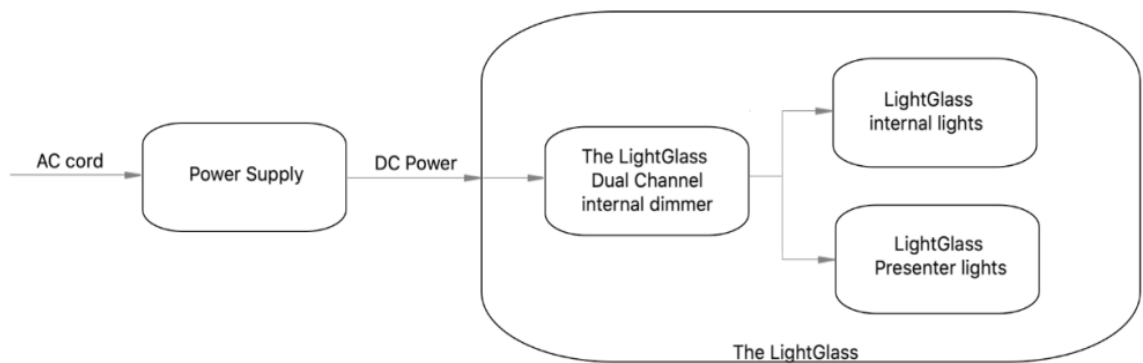 AC cord
Power Supply
DC Power
The LightGlass
Dual Channel
internal dimmer
LightGlass
internal lights
LightGlass
Presenter lights
The LightGlass